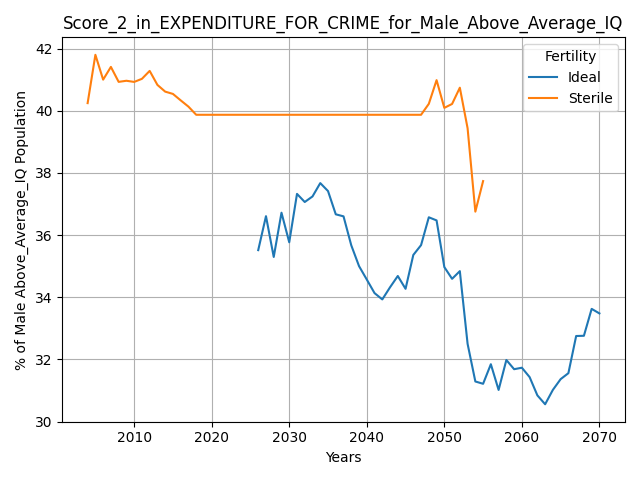 Score_2_in_EXPENDITURE_FOR_CRIME_for_Male_Above_Average_IQ
Fertility
Ideal
Sterile
% of Male Above_Average_IQ Population
42
40
38
36
34
32
30
2010
2020
2030
2040
2050
2060
2070
Years